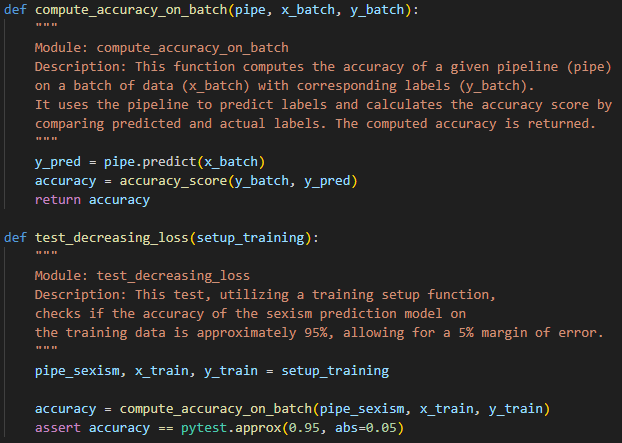 def compute_accuracy_on_batch(pipe, x_batch, y_batch):
"""
Module: compute_accuracy_on_batch
Description: This function computes the accuracy of a given pipeline (pipe)
on a batch of data (x_batch) with corresponding labels (y_batch).
It uses the pipeline to predict labels and calculates the accuracy score by
comparing predicted and actual labels. The computed accuracy is returned.
"""
y_pred = pipe.predict(x_batch)
accuracy = accuracy_score(y_batch, y_pred)
return accuracy
def test_decreasing_loss(setup_training):
"""
Module: test_decreasing_loss
Description: This test, utilizing a training setup function,
checks if the accuracy of the sexism prediction model on
the training data is approximately 95%, allowing for a 5% margin of error.
"""
pipe_sexism, x_train, y_train = setup_training
accuracy = compute_accuracy_on_batch(pipe_sexism, x_train, y_train)
assert accuracy == pytest.approx(0.95, abs=0.05)